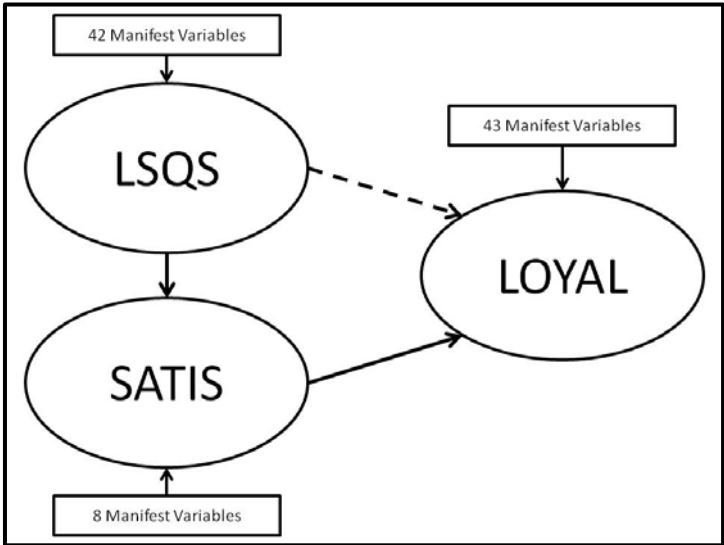 42 Manifest Variables
LSQS
43 Manifest Variables
LOYAL
SATIS
8 Manifest Variables